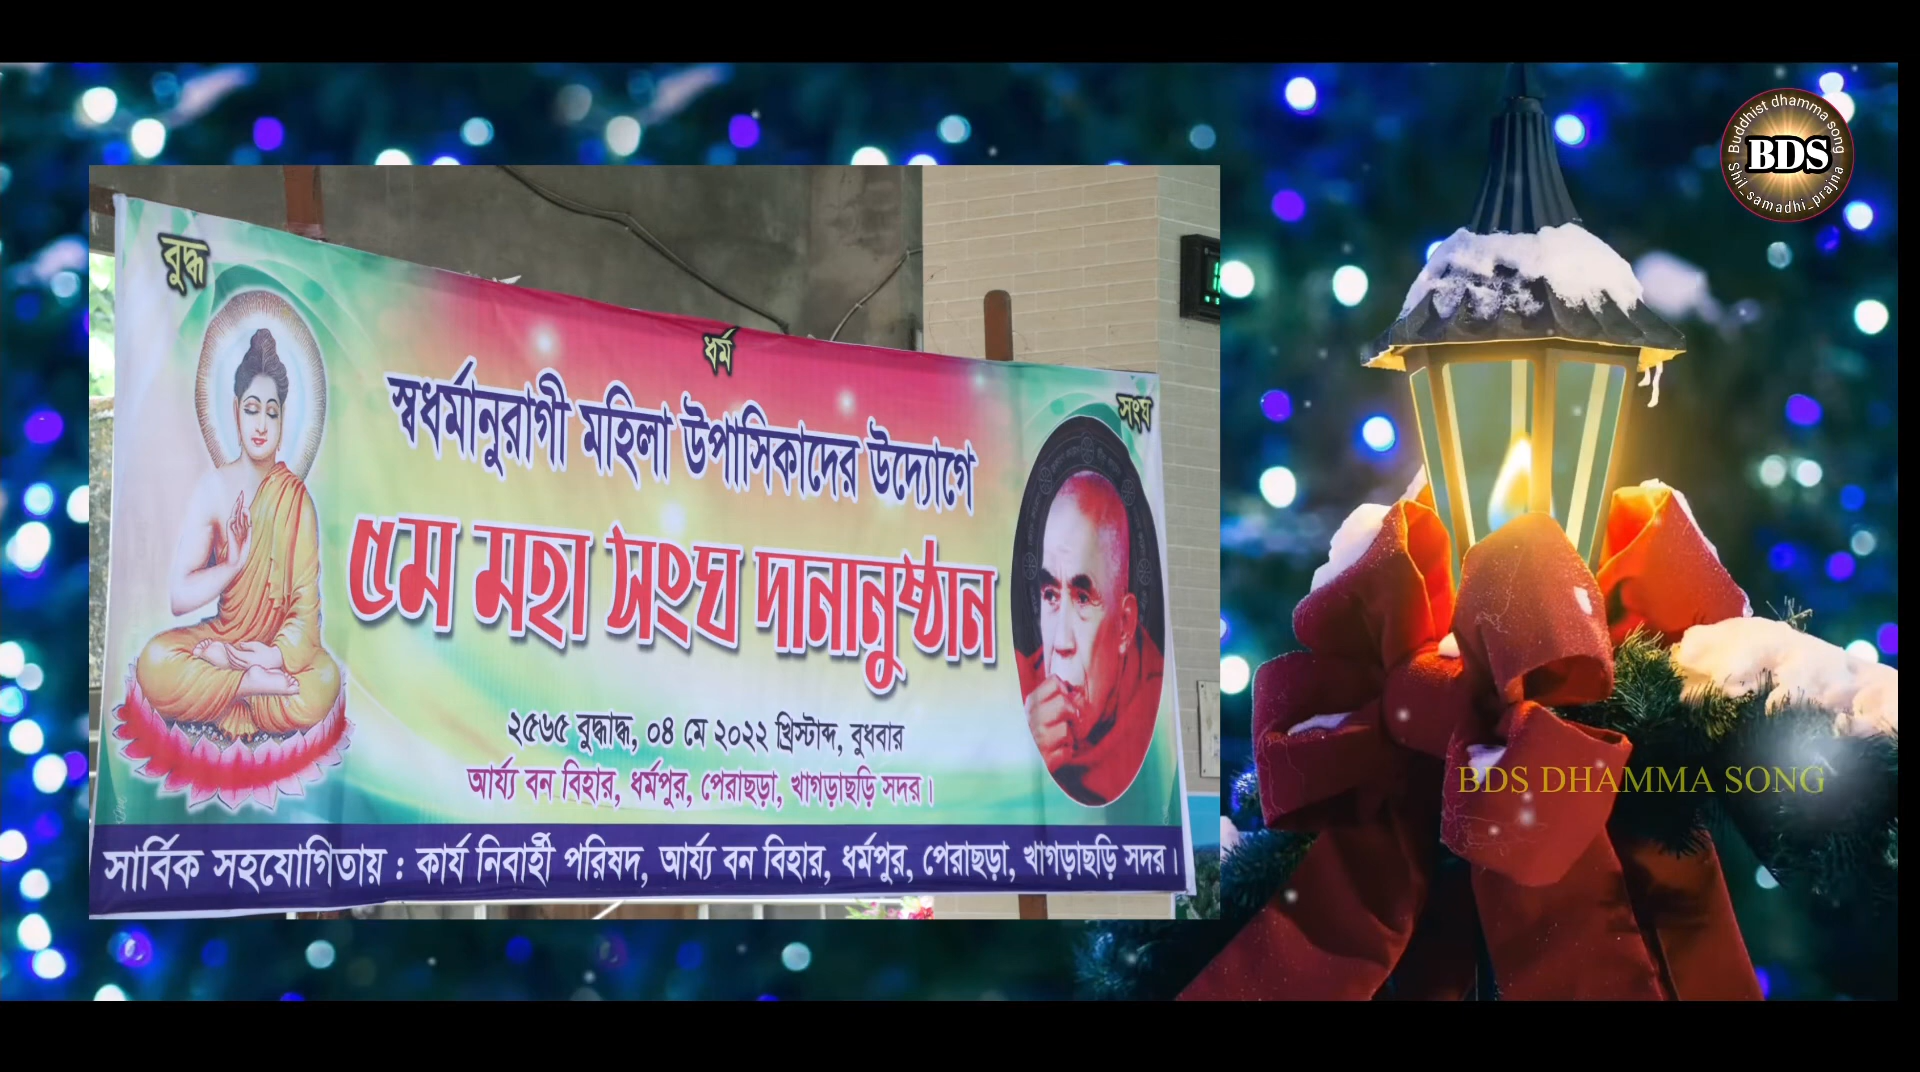 বুদ্ধ
ধর্ম
সংঘ
স্বধর্মানুরাগী মহিলা উপাসিকাদের উদ্যোগে
৫ম মহা সংঘ দানানুষ্ঠান
২৫৬৫ বুদ্ধাব্দ, ০৪ মে ২০২২ খ্রিস্টাব্দ, বুধবার
আর্য্য বন বিহার, ধর্মপুর, পেরাছড়া, খাগড়াছড়ি সদর।
সার্বিক সহযোগিতায় : কার্য নিবার্হী পরিষদ, আর্য্য বন বিহার, ধর্মপুর, পেরাছড়া, খাগড়াছড়ি সদর।
Buddhist dhamma song
BDS
Shil_samadhi_prajna
BDS DHAMMA SONG